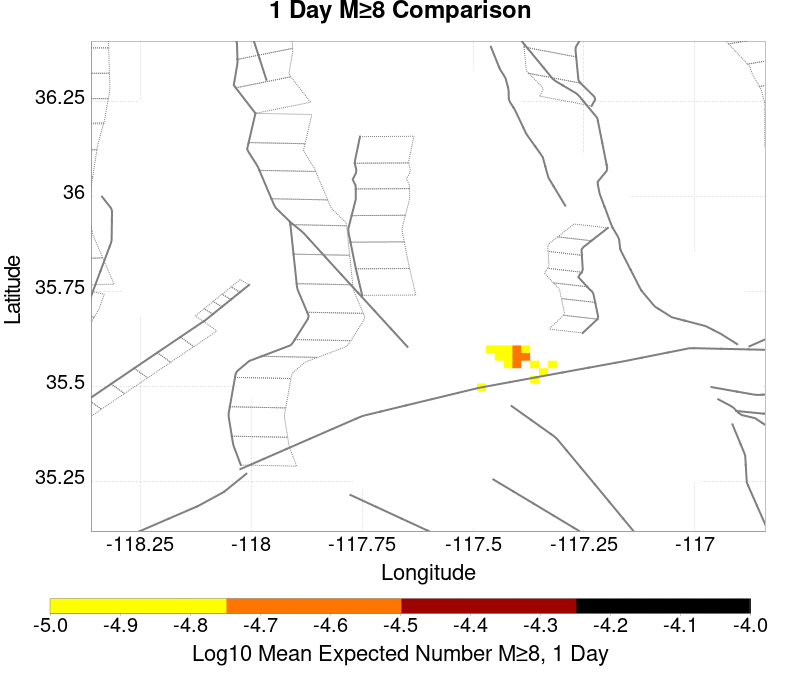 1 Day M≥8 Comparison
36.25
36
35.75
35.5
35.25
Latitude
-118.25 -118 -117.75 -117.5 -117.25 -117
Longitude
-5.0 -4.9 -4.8 -4.7 -4.6 -4.5 -4.4 -4.3 -4.2 -4.1 -4.0
Log10 Mean Expected Number M≥8, 1 Day